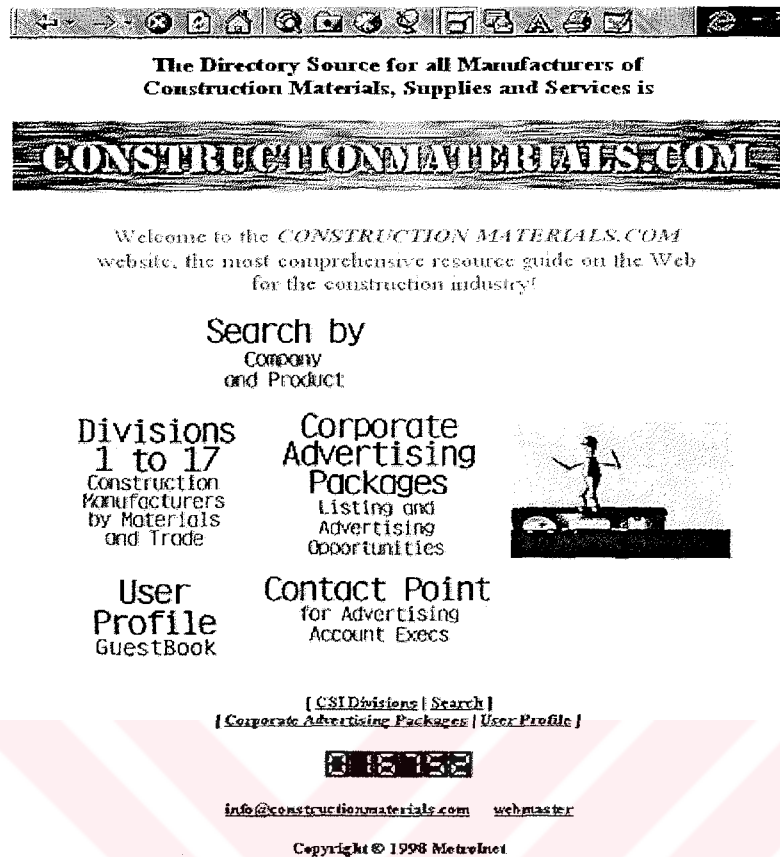 The Directory Source for all Manufacturers of
Construction Materials, Supplies and Services is
CONSTRUCTIONMATERIALS.COM
Welcome to the CONSTRUCTION MATERIALS.COM
website, the most comprehensive resource guide on the Web
for the construction industry!
Search by
Company
and Product
Divisions
1 to 17
Construction
Manufacturers
by Materials
and Trade
Corporate
Advertising
Packages
Listing and
Advertising
Opportunities
User
Profile
GuestBook
Contact Point
for Advertising
Account Execs
[ CSI Divisions | Search ]
[ Corporate Advertising Packages | User Profile ]
info@constructionmaterials.com webmaster
Copyright © 1998 MetroInet